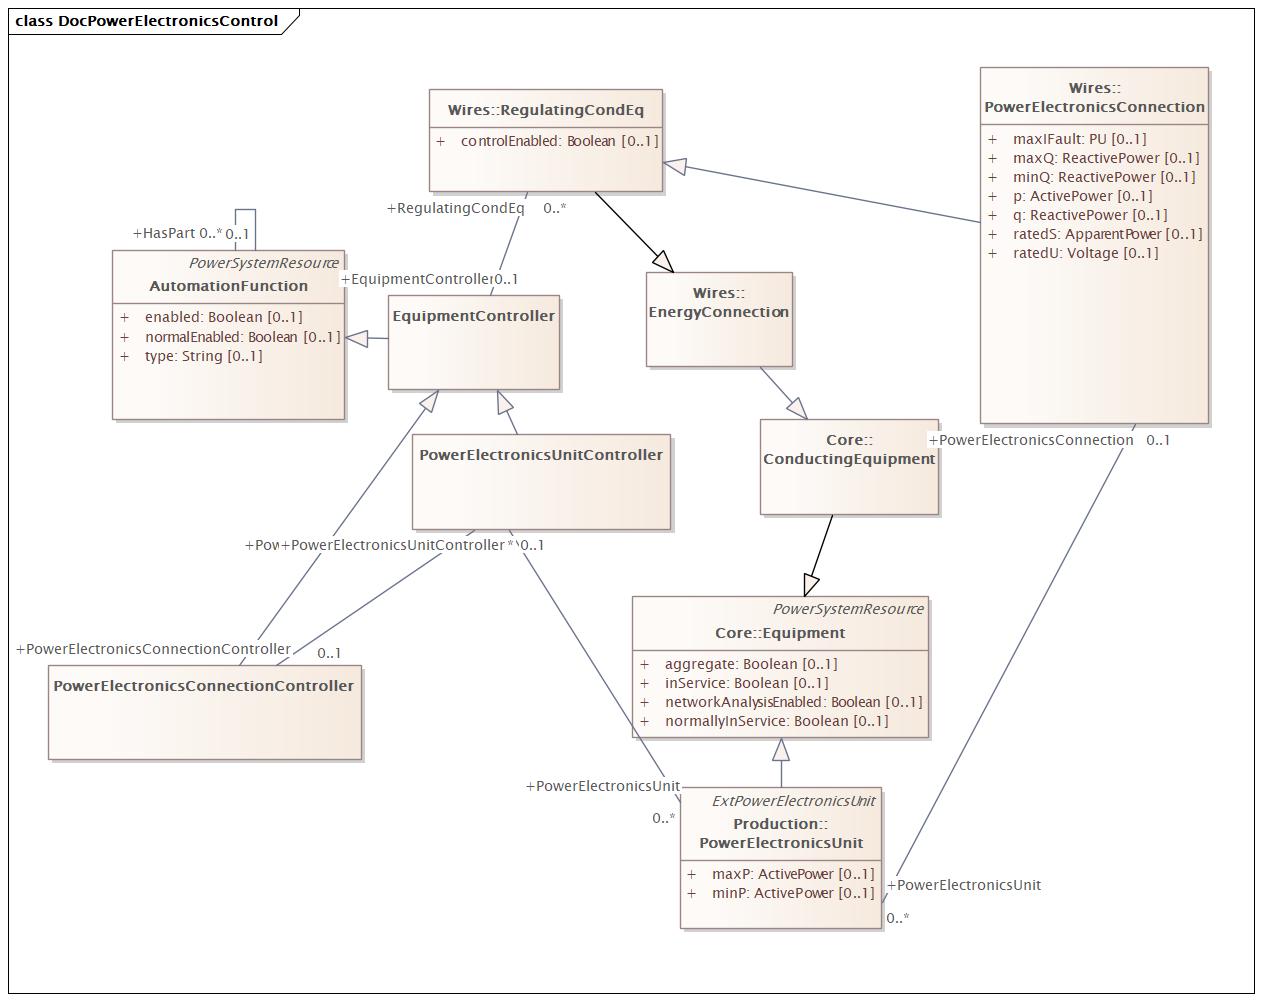 class DocPowerElectronicsControl
Wires::RegulatingCondEq
+ controlEnabled: Boolean [0..1]
Wires::
PowerElectronicsConnection
+ maxIFault: PU [0..1]
+ maxQ: ReactivePower [0..1]
+ minQ: ReactivePower [0..1]
+ p: ActivePower [0..1]
+ q: ReactivePower [0..1]
+ ratedS: ApparentPower [0..1]
+ ratedU: Voltage [0..1]
+RegulatingCondEq 0..*
+HasPart 0..* 0..1
PowerSystemResource
AutomationFunction
+ enabled: Boolean [0..1]
+ normalEnabled: Boolean [0..1]
+ type: String [0..1]
+EquipmentController 0..1
EquipmentController
Wires::
EnergyConnection
Core::
ConductingEquipment
+PowerElectronicsConnection 0..1
PowerElectronicsUnitController
+Pow+PowerElectronicsUnitController * 0..1
+PowerElectronicsConnectionController 0..1
PowerElectronicsConnectionController
PowerSystemResource
Core::Equipment
+ aggregate: Boolean [0..1]
+ inService: Boolean [0..1]
+ networkAnalysisEnabled: Boolean [0..1]
+ normallyInService: Boolean [0..1]
+PowerElectronicsUnit
0..*
ExtPowerElectronicsUnit
Production::
PowerElectronicsUnit
+ maxP: ActivePower [0..1]
+ minP: ActivePower [0..1]
+PowerElectronicsUnit
0..*